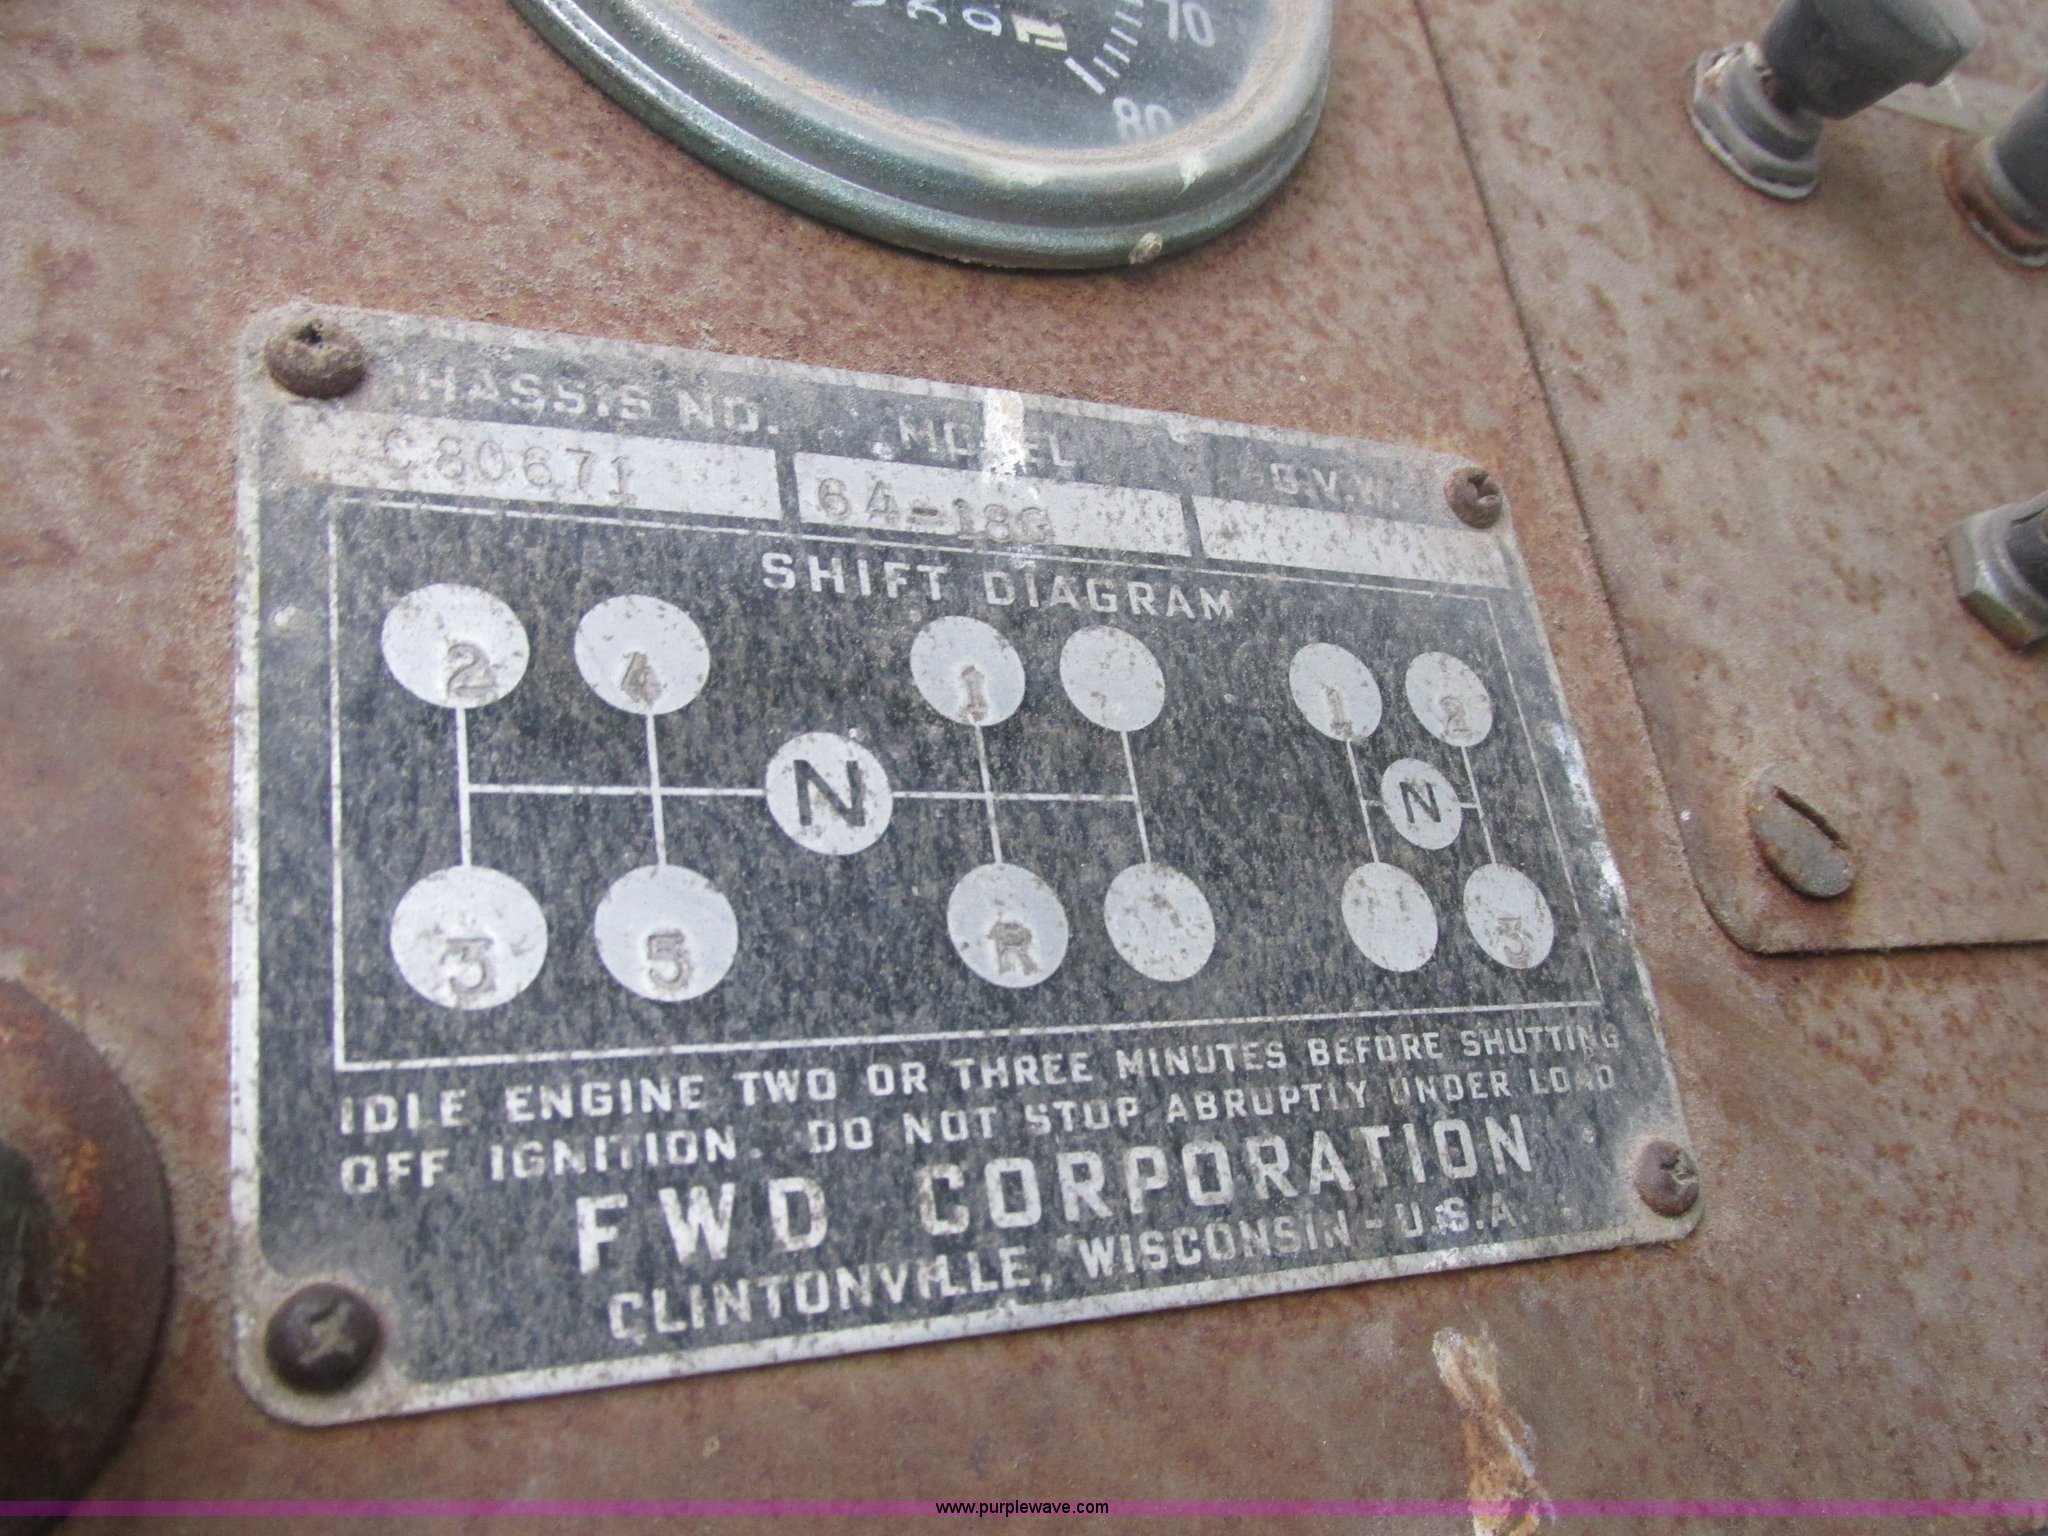 70
80
CHASSIS NO. MODEL G.V.W.
C80671 64-18G
SHIFT DIAGRAM
2 4 1 1 2
N N
3 5 R 3
IDLE ENGINE TWO OR THREE MINUTES BEFORE SHUTTING
OFF IGNITION. DO NOT STOP ABRUPTLY UNDER LOAD
FWD CORPORATION
CLINTONVILLE, WISCONSIN - U.S.A.
www.purplewave.com